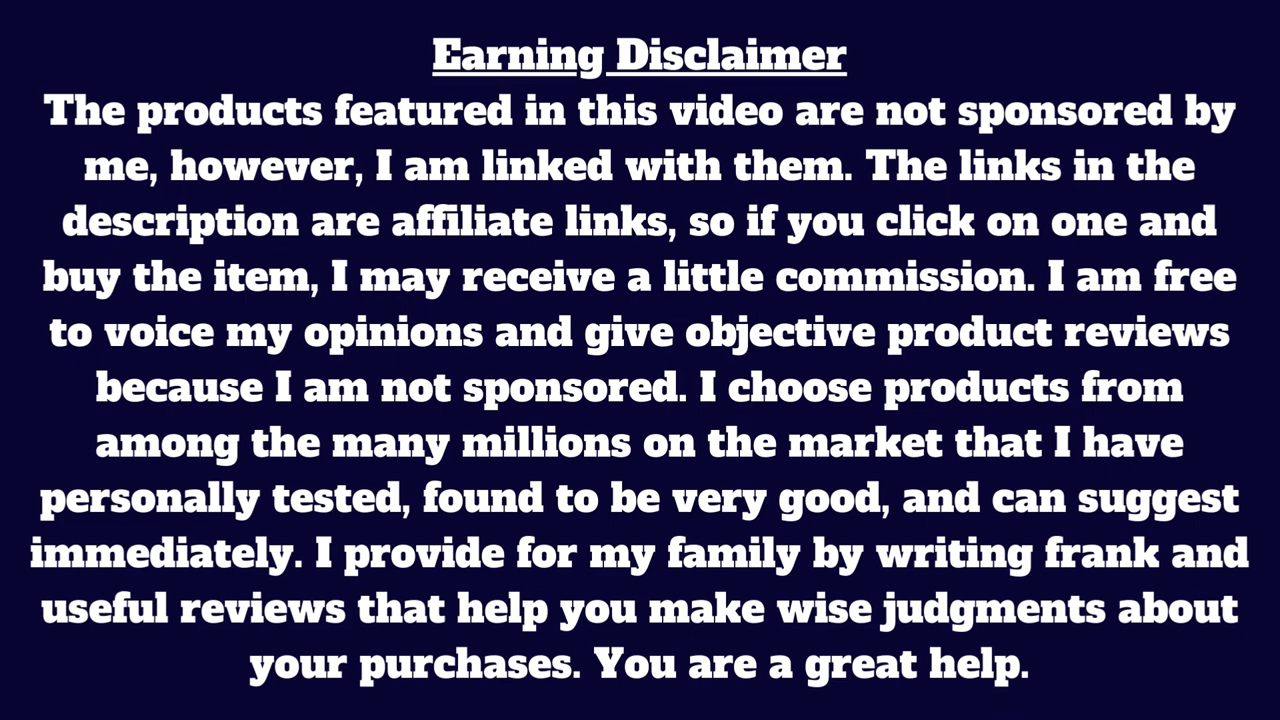 Earning Disclaimer
The products featured in this video are not sponsored by
me, however, I am linked with them. The links in the
description are affiliate links, so if you click on one and
buy the item, I may receive a little commission. I am free
to voice my opinions and give objective product reviews
because I am not sponsored. I choose products from
among the many millions on the market that I have
personally tested, found to be very good, and can suggest
immediately. I provide for my family by writing frank and
useful reviews that help you make wise judgments about
your purchases. You are a great help.